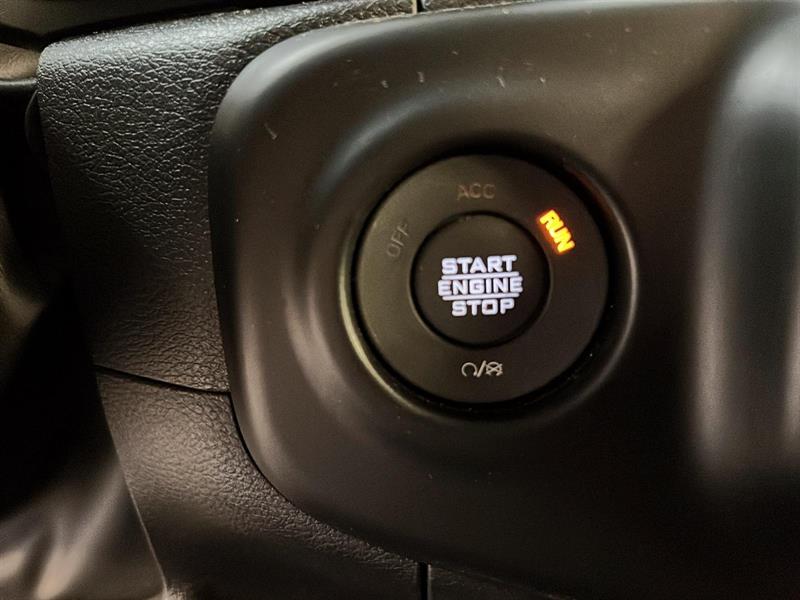 ACC
OFF
RUN
START
ENGINE
STOP